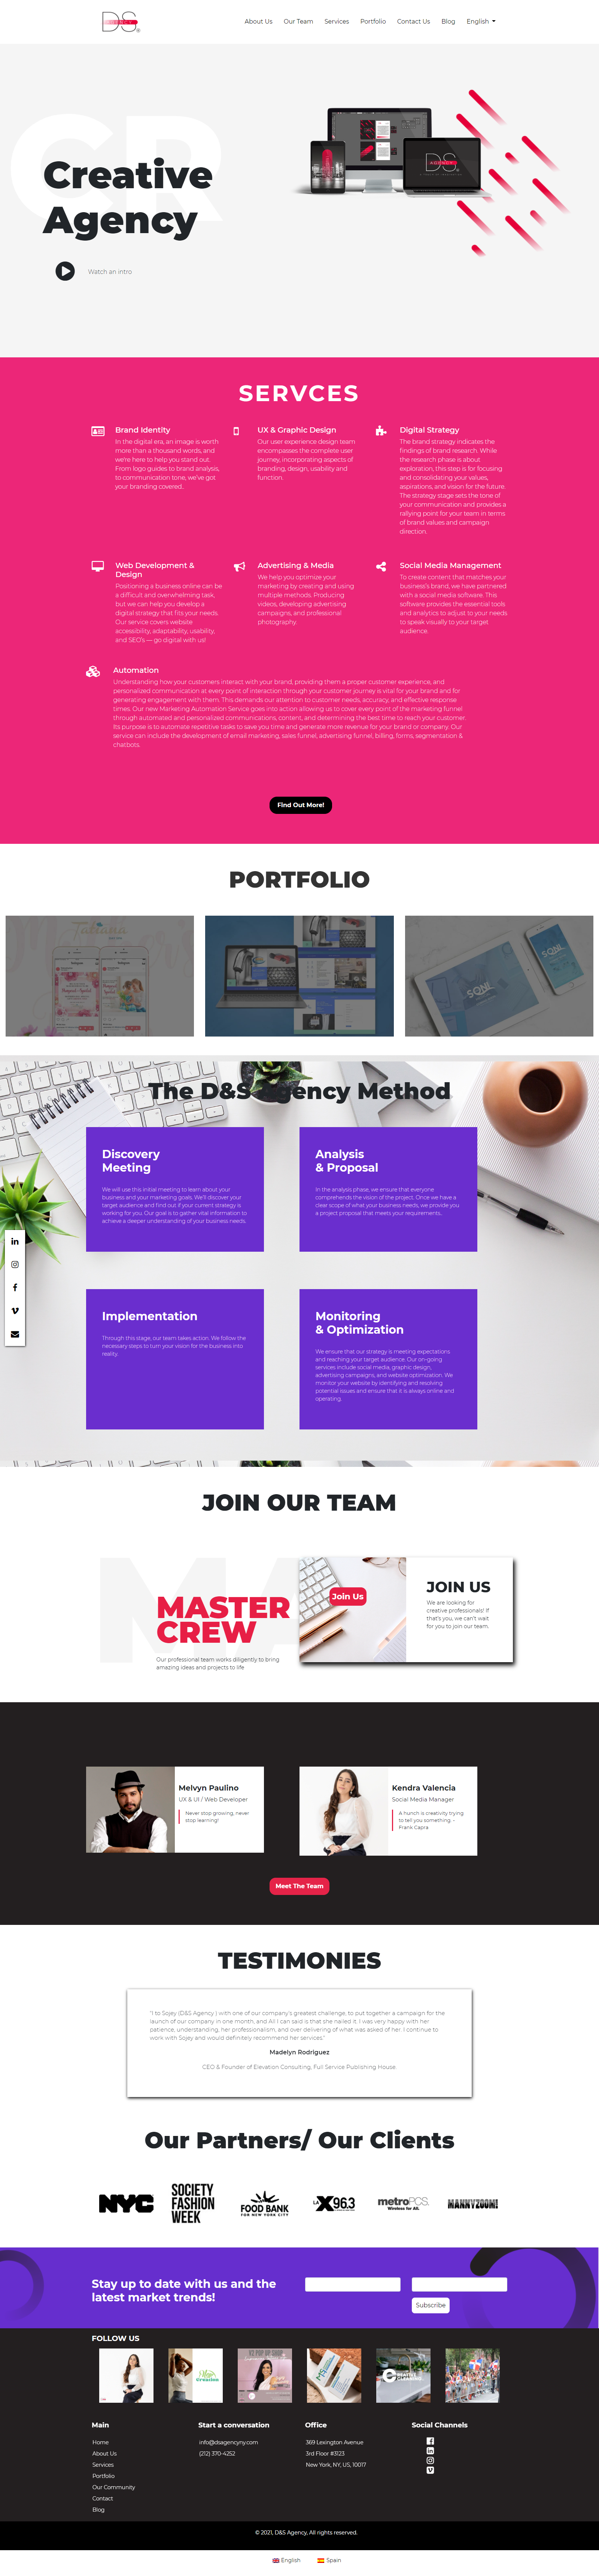 D S
AGENCY
About Us
Our Team
Services
Portfolio
Contact Us
Blog
English
CR
Creative
Agency
Watch an intro
SERVCES
Brand Identity
In the digital era, an image is worth
more than a thousand words, and
we're here to help you stand out.
From logo guides to brand analysis,
to communication tone, we've got
your branding covered..
UX & Graphic Design
Our user experience design team
encompasses the complete user
journey, incorporating aspects of
branding, design, usability and
function.
Digital Strategy
The brand strategy indicates the
findings of brand research. While
the research phase is about
exploration, this step is for focusing
and consolidating your values,
aspirations, and vision for the future.
The strategy stage sets the tone of
your communication and provides a
rallying point for your team in terms
of brand values and campaign
direction.
Web Development &
Design
Positioning a business online can be
a difficult and overwhelming task,
but we can help you develop a
digital strategy that fits your needs.
Our service covers website
accessibility, adaptability, usability,
and SEO's — go digital with us!
Advertising & Media
We help you optimize your
marketing by creating and using
multiple methods. Producing
videos, developing advertising
campaigns, and professional
photography.
Social Media Management
To create content that matches your
business's brand, we have partnered
with a social media software. This
software provides the essential tools
and analytics to adjust to your needs
to speak visually to your target
audience.
Automation
Understanding how your customers interact with your brand, providing them a proper customer experience, and
personalized communication at every point of interaction through your customer journey is vital for your brand and for
generating engagement with them. This demands our attention to customer needs, accuracy, and effective response
times. Our new Marketing Automation Service goes into action allowing us to cover every point of the marketing funnel
through automated and personalized communications, content, and determining the best time to reach your customer.
Its purpose is to automate repetitive tasks to save you time and generate more revenue for your brand or company. Our
service can include the development of email marketing, sales funnel, advertising funnel, billing, forms, segmentation &
chatbots.
Find Out More!
PORTFOLIO
Tatiana
SQNL
SQNL
The D&S Agency Method
Discovery
Meeting
We will use this initial meeting to learn about your
business and your marketing goals. We'll discover your
target audience and find out if your current strategy is
working for you. Our goal is to gather vital information to
achieve a deeper understanding of your business needs.
Analysis
& Proposal
In the analysis phase, we ensure that everyone
comprehends the vision of the project. Once we have a
clear scope of what your business needs, we provide you
a project proposal that meets your requirements..
Implementation
Through this stage, our team takes action. We follow the
necessary steps to turn your vision for the business into
reality.
Monitoring
& Optimization
We ensure that our strategy is meeting expectations
and reaching your target audience. Our on-going
services include social media, graphic design,
advertising campaigns, and website optimization. We
monitor your website by identifying and resolving
potential issues and ensure that it is always online and
operating.
JOIN OUR TEAM
MA
MASTER
CREW
Our professional team works diligently to bring
amazing ideas and projects to life
Join Us
JOIN US
We are looking for
creative professionals! If
that's you, we can't wait
for you to join our team.
Melvyn Paulino
UX & UI / Web Developer
Never stop growing, never
stop learning!
Kendra Valencia
Social Media Manager
A hunch is creativity trying
to tell you something. -
Frank Capra
Meet The Team
TESTIMONIES
"I to Sojey (D&S Agency ) with one of our company's greatest challenge, to put together a campaign for the
launch of our company in one month, and All I can said is that she nailed it. I was very happy with her
patience, understanding, her professionalism, and over delivering of what was asked of her. I continue to
work with Sojey and would definitely recommend her services."
Madelyn Rodriguez
CEO & Founder of Elevation Consulting, Full Service Publishing House
Our Partners/ Our Clients
NYC
SOCIETY
FASHION
WEEK
FOOD BANK
FOR NEW YORK CITY
LA X 96.3
metroPCS.
Wireless for All.
MANNYZOOM!
Stay up to date with us and the
latest market trends!
Subscribe
FOLLOW US
Main
Home
About Us
Services
Portfolio
Our Community
Contact
Blog
Start a conversation
info@dsagencyny.com
(212) 370-4252
Office
369 Lexington Avenue
3rd Floor #3123
New York, NY, US, 10017
Social Channels
© 2021, D&S Agency, All rights reserved.
English
Spain